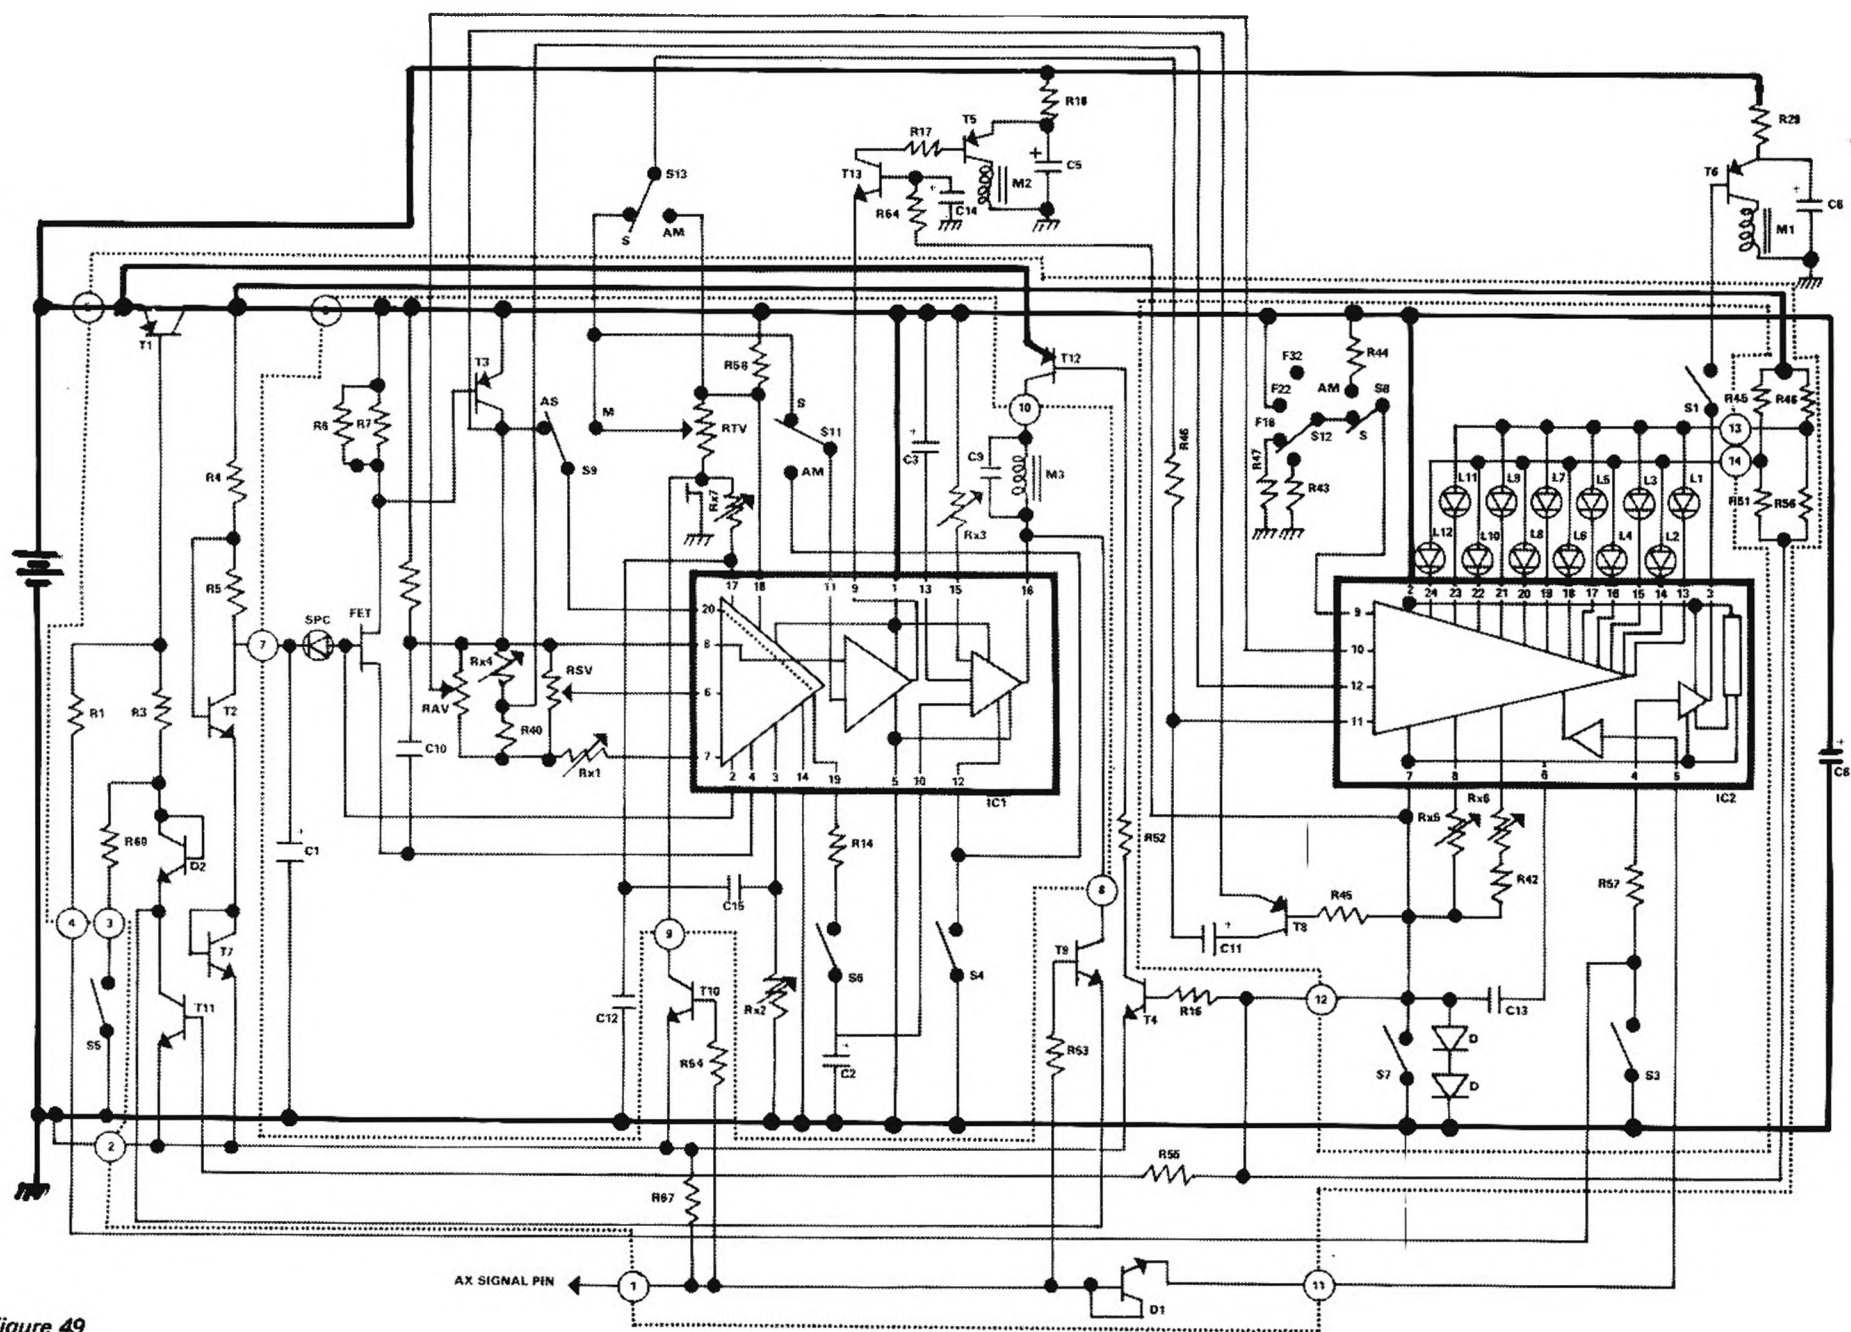 R18
R29
T5
R17
C5
T13
M2
T6
S13
R64
C14
C8
S
AM
M1
6
5
T1
T3
R58
T12
F32
R44
AM
S8
F22
R45
R46
S1
AS
M
S
R6
R7
RTV
S11
10
F16
S12
S
13
S9
AM
C3
C9
M3
R46
R47
R43
14
R4
Rx7
Rx3
L11
L9
L7
L5
L3
L1
R51
R56
L12
L10
L8
L6
L4
L2
R5
17
18
11
9
1
13
15
16
2
24
23
22
21
20
19
18
17
16
15
14
13
3
SPC
FET
20
9
7
8
10
Rx4
RSV
6
12
R1
R3
T2
RAV
R40
11
C10
Rx1
7
2
4
3
14
19
5
10
12
IC1
7
8
6
4
5
IC2
C6
Rx5
Rx6
R60
D2
C1
R14
R52
R57
R42
C15
8
R45
T8
4
3
T7
9
C11
T9
S6
S4
T11
T10
Rx2
C12
T4
R16
12
C13
S5
R54
C2
R53
S7
D
D
S3
2
R55
R67
AX SIGNAL PIN
1
D1
11
igure 49